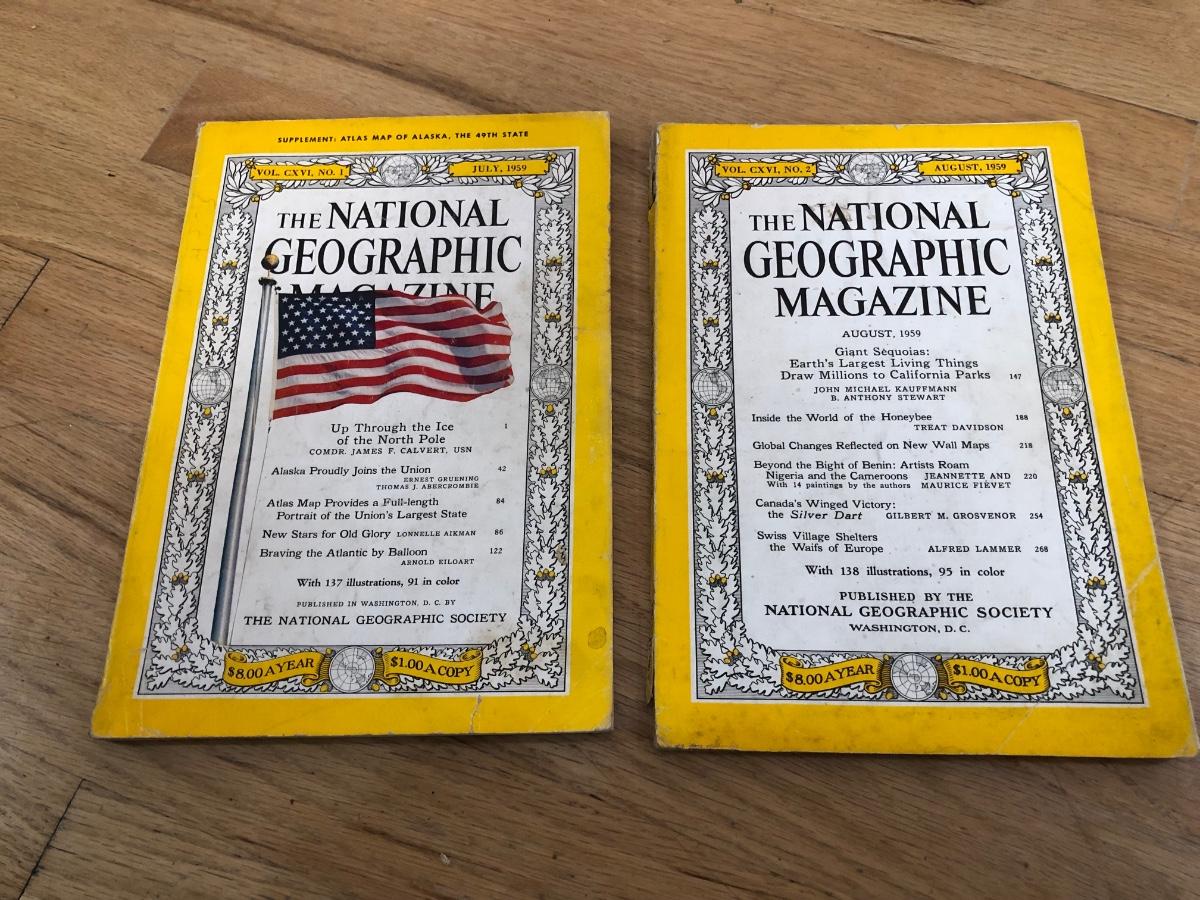 SUPPLEMENT: ATLAS MAP OF ALASKA, THE 49TH STATE
VOL. CXVI, NO. 1
JULY, 1959
THE NATIONAL
GEOGRAPHIC
MAGAZINE
Up Through the Ice
of the North Pole 1
COMDR. JAMES F. CALVERT, USN
Alaska Proudly Joins the Union 42
ERNEST GRUENING
THOMAS J. ABERCROMBIE
Atlas Map Provides a Full-length 84
Portrait of the Union's Largest State
New Stars for Old Glory LONNELLE AIKMAN 86
Braving the Atlantic by Balloon 122
ARNOLD EILOART
With 137 illustrations, 91 in color
PUBLISHED IN WASHINGTON, D. C. BY
THE NATIONAL GEOGRAPHIC SOCIETY
$8.00 A YEAR
$1.00 A COPY
VOL. CXVI, NO. 2
AUGUST, 1959
THE NATIONAL
GEOGRAPHIC
MAGAZINE
AUGUST, 1959
Giant Sequoias:
Earth's Largest Living Things
Draw Millions to California Parks 147
JOHN MICHAEL KAUFFMANN
B. ANTHONY STEWART
Inside the World of the Honeybee 188
TREAT DAVIDSON
Global Changes Reflected on New Wall Maps 218
Beyond the Bight of Benin: Artists Roam
Nigeria and the Cameroons JEANNETTE AND 220
With 14 paintings by the authors MAURICE FIÉVET
Canada's Winged Victory:
the Silver Dart GILBERT M. GROSVENOR 254
Swiss Village Shelters
the Waifs of Europe ALFRED LAMMER 268
With 138 illustrations, 95 in color
PUBLISHED BY THE
NATIONAL GEOGRAPHIC SOCIETY
WASHINGTON, D. C.
$8.00 A YEAR
$1.00 A COPY